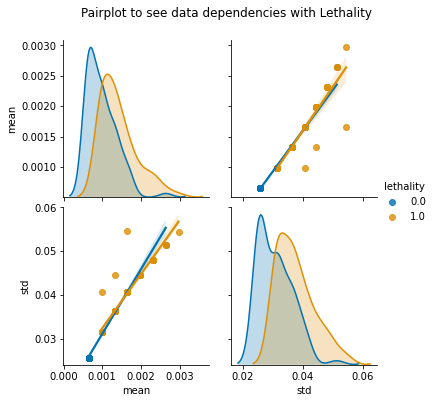 Pairplot to see data dependencies with Lethality
0.0030
0.0025
0.0020
0.0015
0.0010
mean
lethality
0.0
1.0
0.06
0.05
0.04
0.03
std
0.000 0.001 0.002 0.003
mean
0.02 0.04 0.06
std